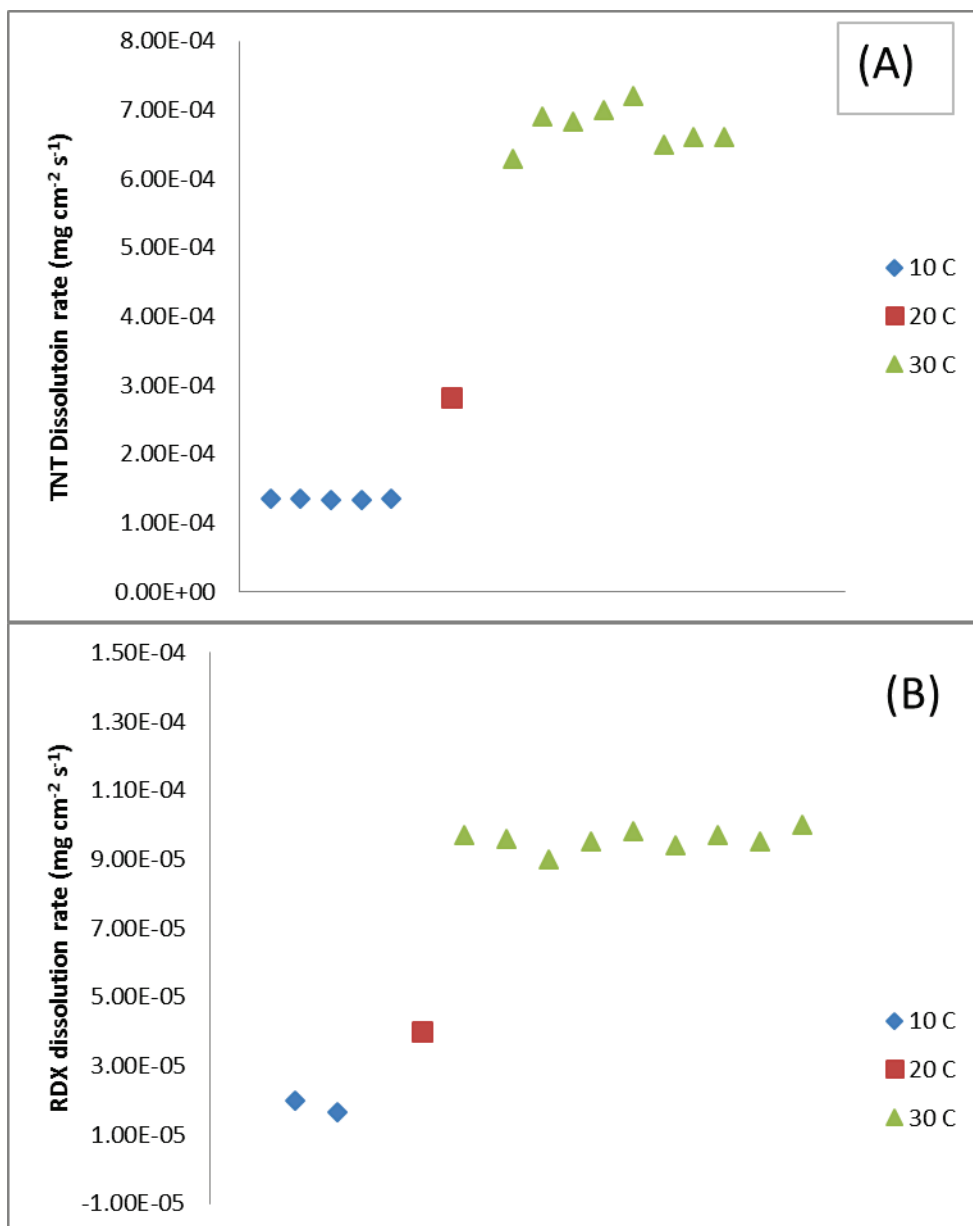 (A)
8.00E-04
7.00E-04
6.00E-04
5.00E-04
4.00E-04
3.00E-04
2.00E-04
1.00E-04
0.00E+00
TNT Dissolutoin rate (mg cm⁻² s⁻¹)
10 C
20 C
30 C
(B)
1.50E-04
1.30E-04
1.10E-04
9.00E-05
7.00E-05
5.00E-05
3.00E-05
1.00E-05
-1.00E-05
RDX dissolution rate (mg cm⁻² s⁻¹)
10 C
20 C
30 C